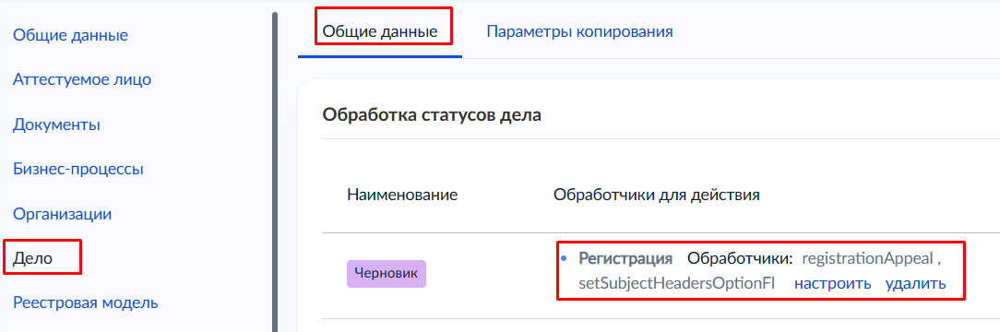 Общие данные
Аттестуемое лицо
Документы
Бизнес-процессы
Организации
Дело
Реестровая модель
Общие данные Параметры копирования
Обработка статусов дела
Наименование Обработчики для действия
Черновик
Регистрация Обработчики: registrationAppeal ,
setSubjectHeadersOptionFl настроить удалить